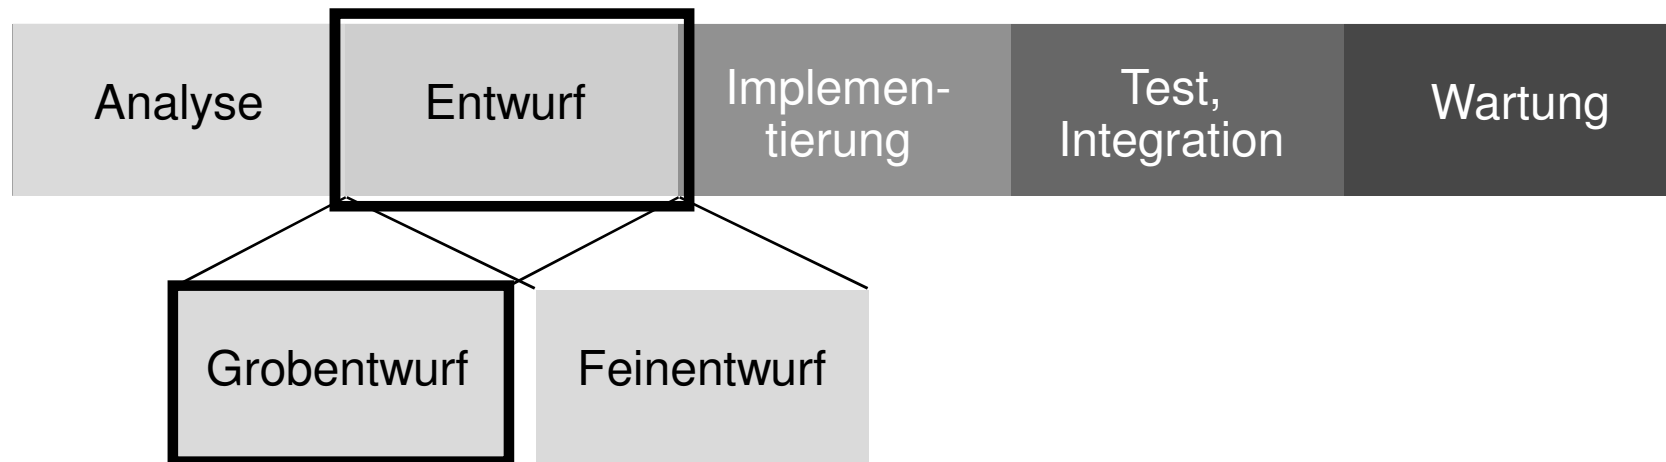 Analyse
Entwurf
Implemen-
tierung
Test,
Integration
Wartung
Grobentwurf
Feinentwurf